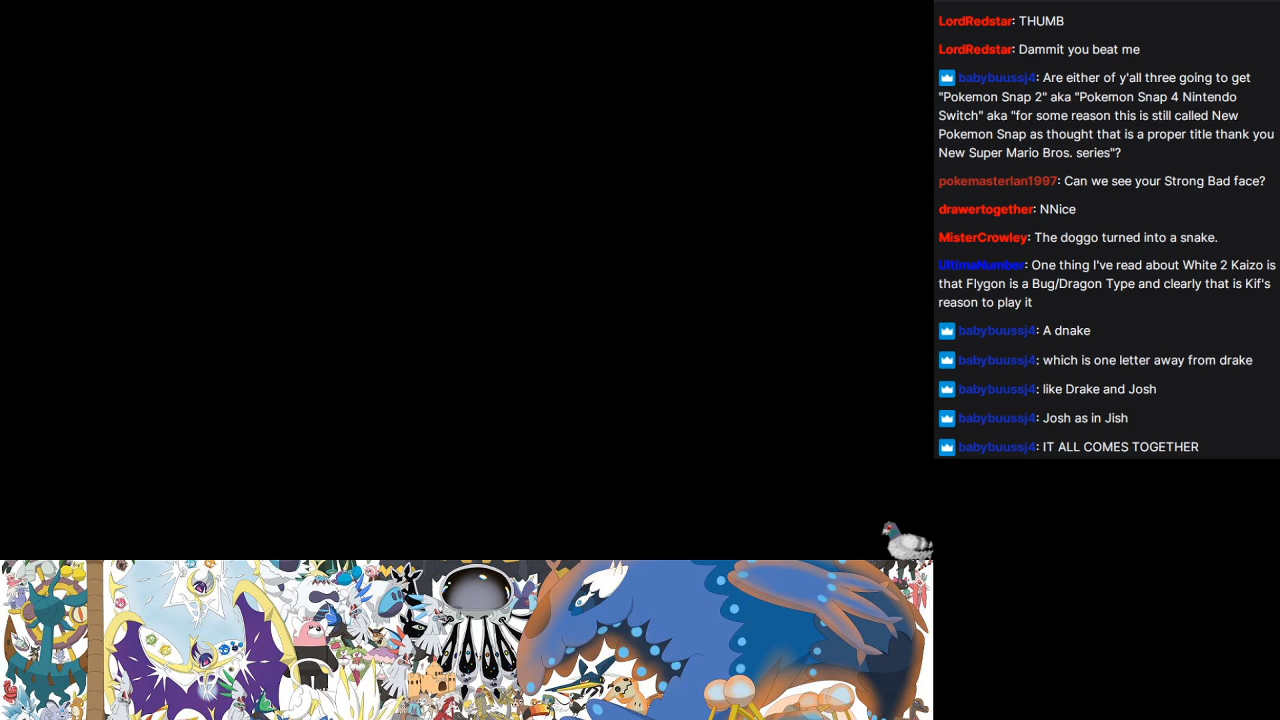 LordRedstar: THUMB
LordRedstar: Dammit you beat me
babybuussj4: Are either of y'all three going to get
"Pokemon Snap 2" aka "Pokemon Snap 4 Nintendo
Switch" aka "for some reason this is still called New
Pokemon Snap as thought that is a proper title thank you
New Super Mario Bros. series"?
pokemasterIan1997: Can we see your Strong Bad face?
drawertogether: NNice
MisterCrowley: The doggo turned into a snake.
UltimaNumber: One thing I've read about White 2 Kaizo is
that Flygon is a Bug/Dragon Type and clearly that is Kif's
reason to play it
babybuussj4: A dnake
babybuussj4: which is one letter away from drake
babybuussj4: like Drake and Josh
babybuussj4: Josh as in Jish
babybuussj4: IT ALL COMES TOGETHER